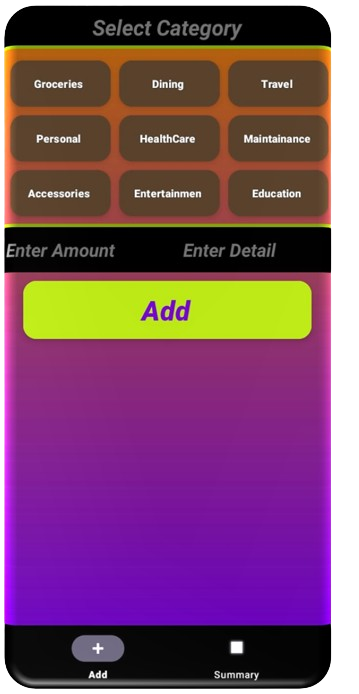 Select Category
Groceries Dining Travel
Personal HealthCare Maintainance
Accessories Entertainmen Education
Enter Amount Enter Detail
Add
Add Summary